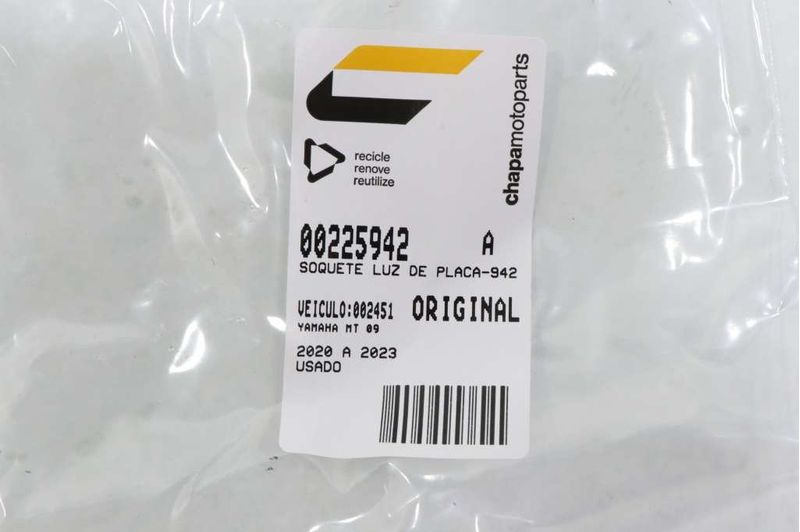 chapamotoparts
recicle
renove
reutilize
00225942 A
SOQUETE LUZ DE PLACA-942
VEICULO:002451 ORIGINAL
YAMAHA MT 09
2020 A 2023
USADO